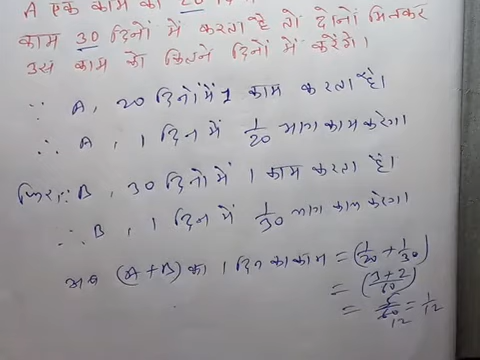 A एक काम को 20 दिनों
काम 30 दिनों में करता है तो दोनों मिलकर
उस काम को कितने दिनों में करेंगे।
∵ A, 20 दिनों में 1 काम करता है।
∴ A, 1 दिन में 1/20 भाग काम करेगा।
फिर, ∵ B, 30 दिनों में 1 काम करता है।
∴ B, 1 दिन में 1/30 भाग काम करेगा।
अब (A+B) का 1 दिन का काम = (1/20 + 1/30)
= (3+2/60)
= 5/60 = 1/12
12